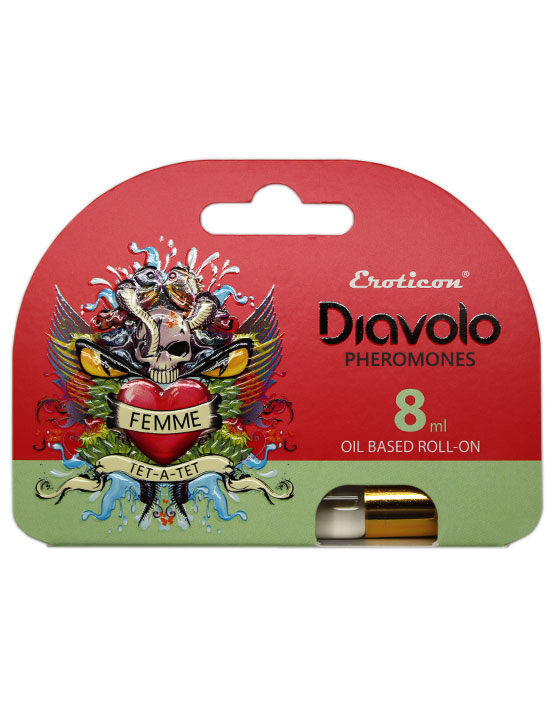 Eroticon®
Diavolo
PHEROMONES
8 ml
OIL BASED ROLL-ON
FEMME
TET-A-TET